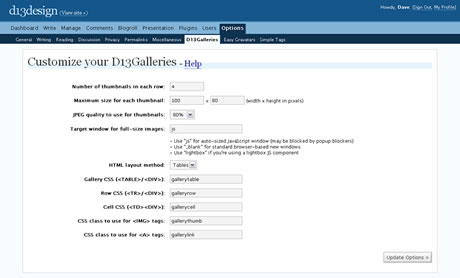 d13design (View site »)
Howdy, Dave. [Sign Out, My Profile]
Dashboard Write Manage Comments Blogroll Presentation Plugins Users Options
General Writing Reading Discussion Privacy Permalinks Miscellaneous D13Galleries Easy Gravatars Simple Tags
Customize your D13Galleries - Help
Number of thumbnails in each row: 4
Maximum size for each thumbnail: 100 x 80 (width x height in pixels)
JPEG quality to use for thumbnails: 80%
Target window for full-size images: js
- Use "js" for auto-sized JavaScript window (may be blocked by popup blockers)
- Use "_blank" for standard browser-based new windows
- Use "lightbox" if you're using a lightbox JS component
HTML layout method: Tables
Gallery CSS (<TABLE>/<DIV>): gallerytable
Row CSS (<TR>/<DIV>): galleryrow
Cell CSS (<TD>/<DIV>): gallerycell
CSS class to use for <IMG> tags: gallerythumb
CSS class to use for <A> tags: gallerylink
Update Options »